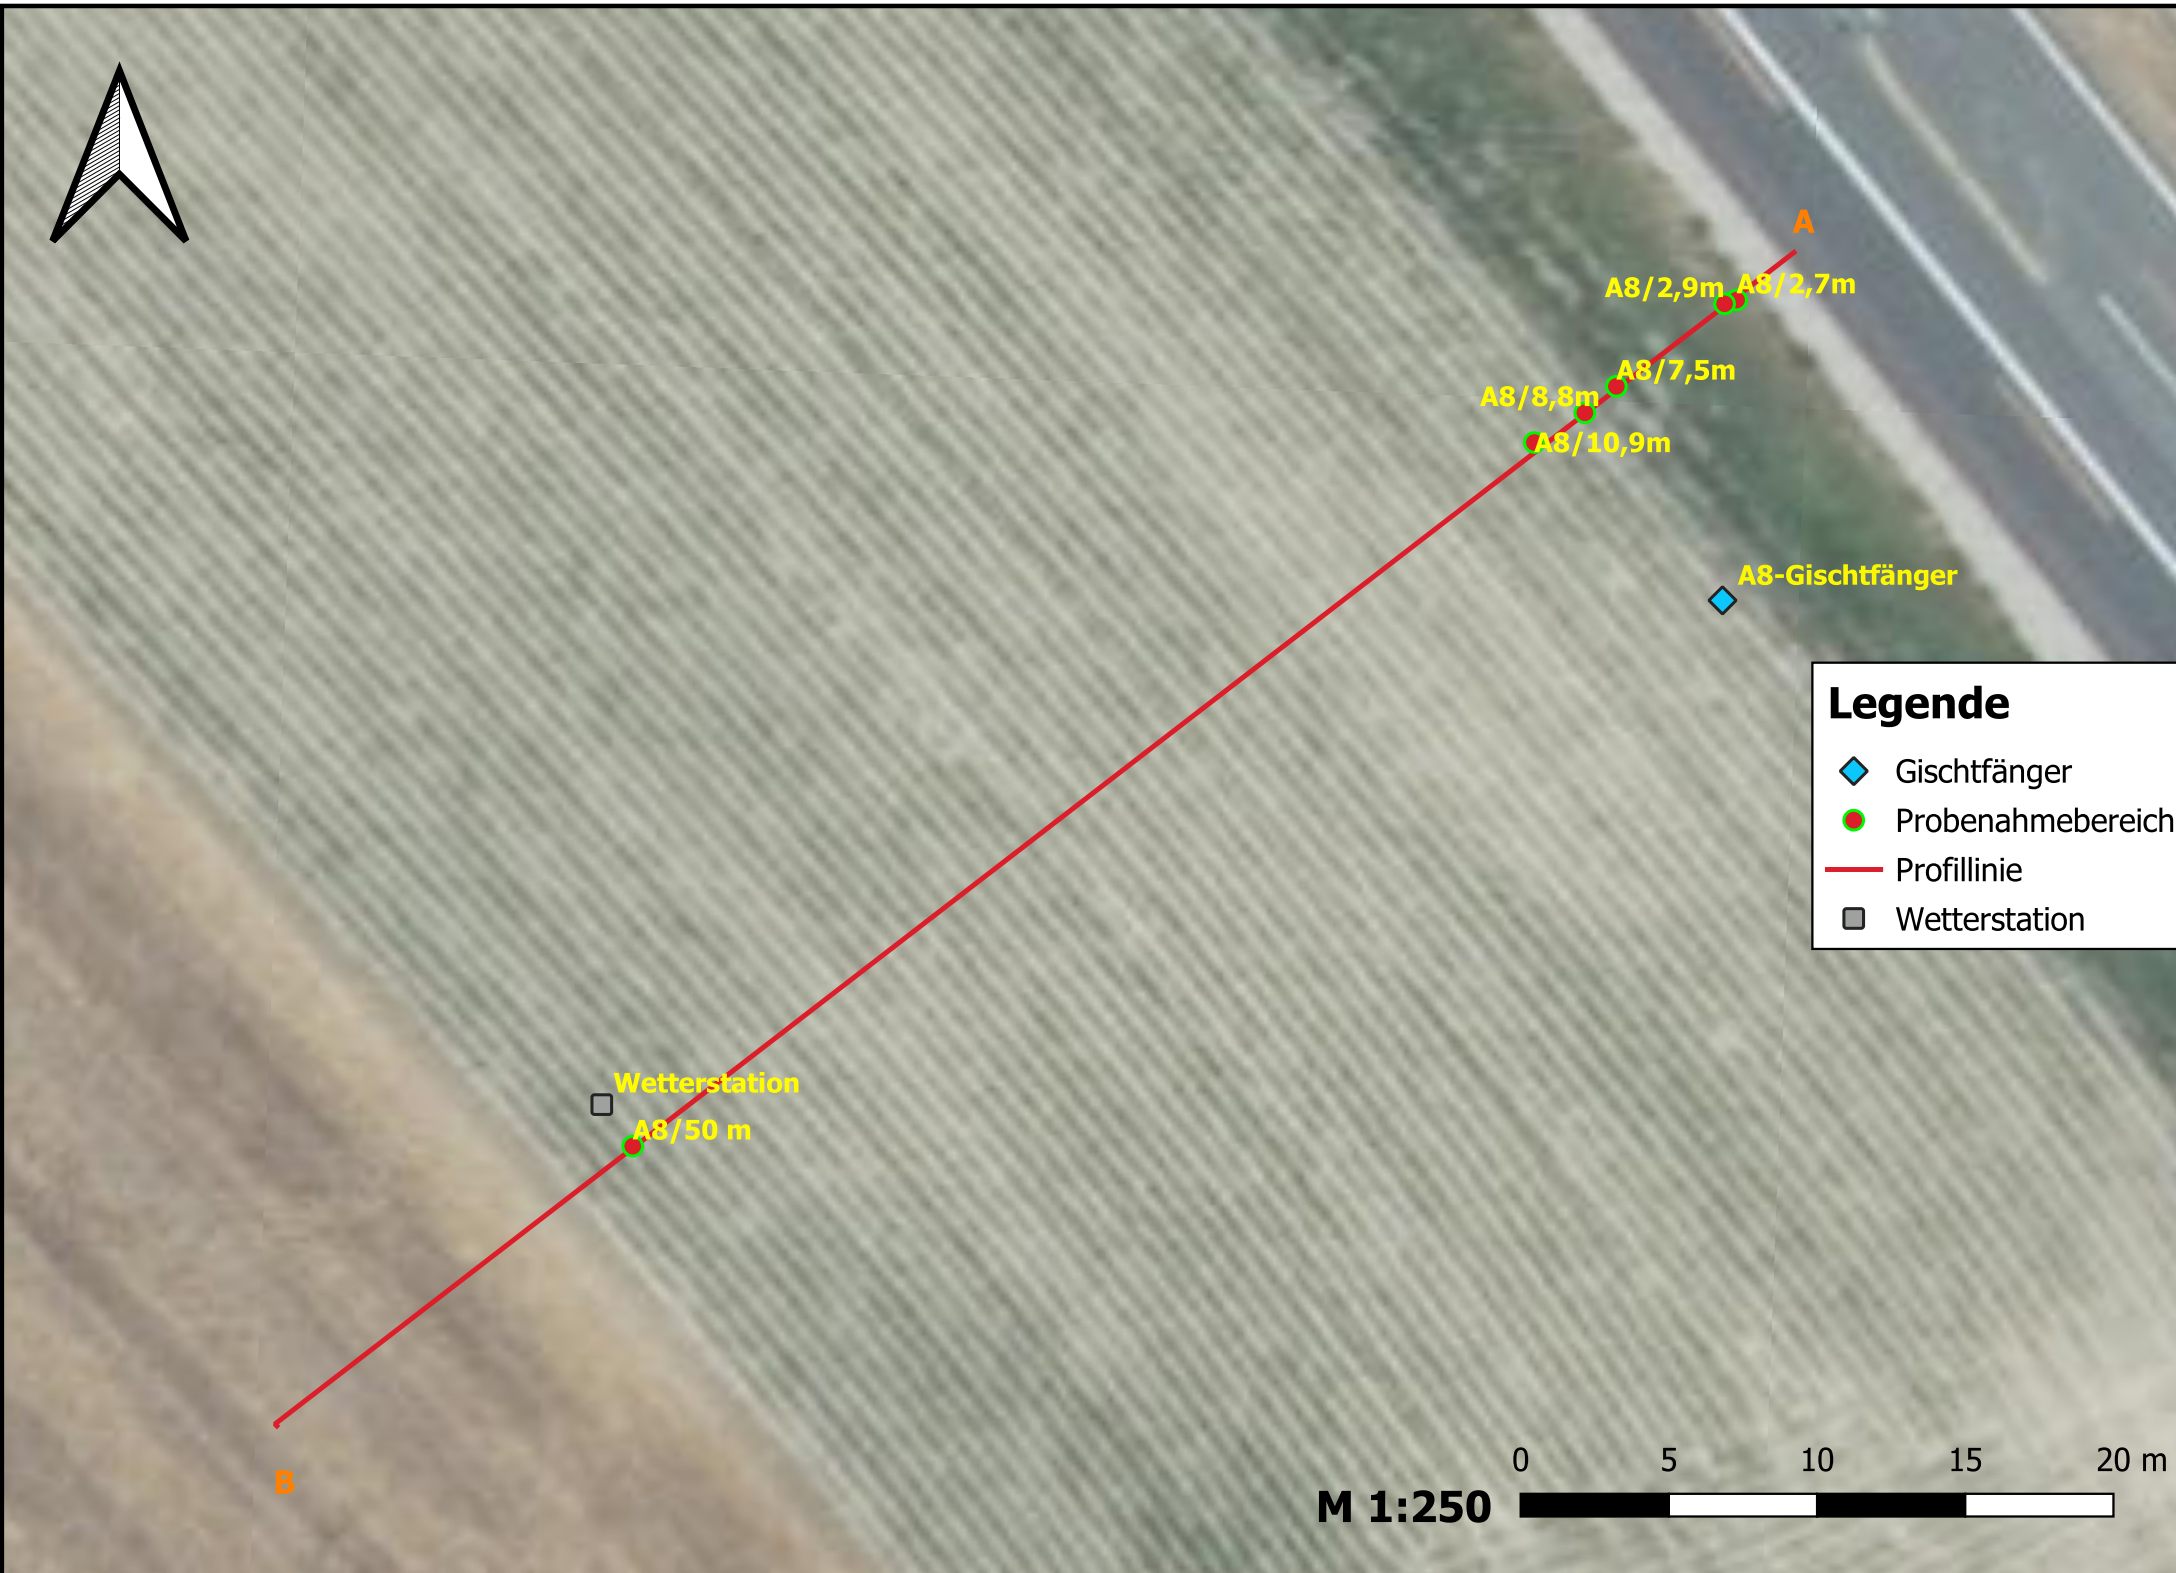 A
A8/2,9m
A8/2,7m
A8/7,5m
A8/8,8m
A8/10,9m
A8-Gischtfänger
Legende
Gischtfänger
Probenahmebereich
Profillinie
Wetterstation
Wetterstation
A8/50 m
B
0 5 10 15 20 m
M 1:250